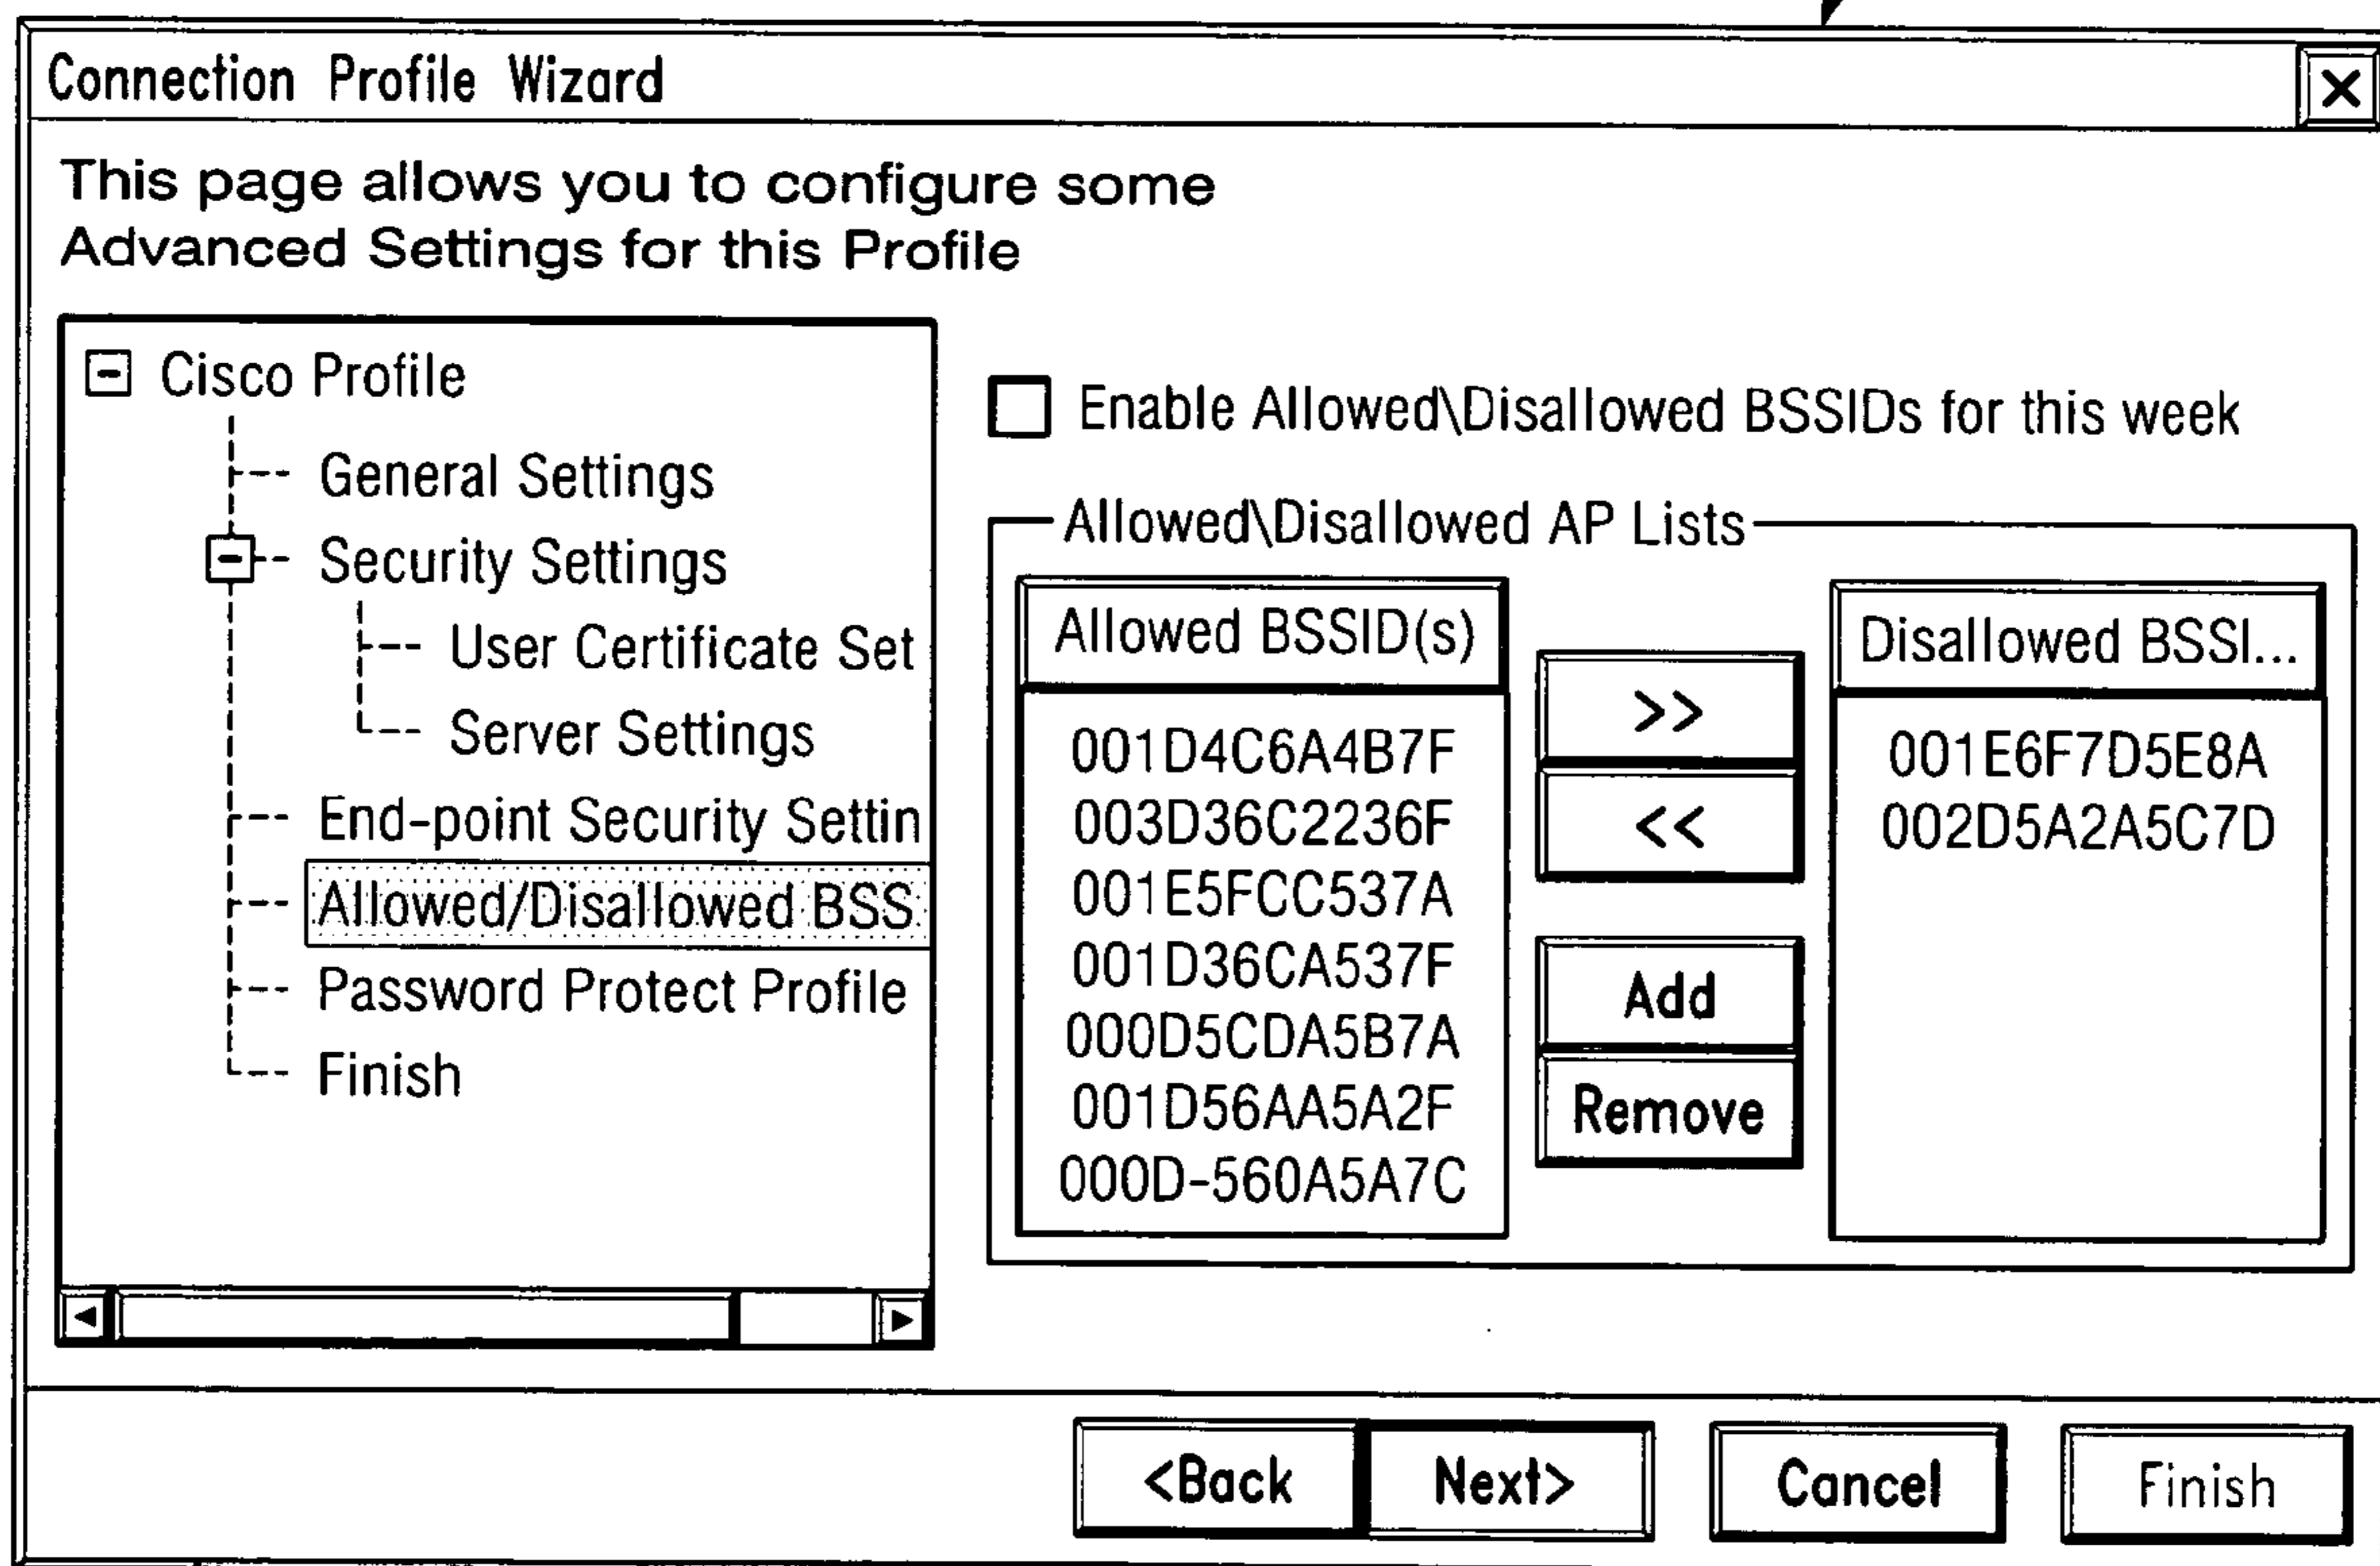 Connection Profile Wizard
This page allows you to configure some
Advanced Settings for this Profile
Cisco Profile
General Settings
Security Settings
User Certificate Set
Server Settings
End-point Security Settin
Allowed/Disallowed BSS
Password Protect Profile
Finish
Enable Allowed\Disallowed BSSIDs for this week
Allowed\Disallowed AP Lists
Allowed BSSID(s)
001D4C6A4B7F
003D36C2236F
001E5FCC537A
001D36CA537F
000D5CDA5B7A
001D56AA5A2F
000D-560A5A7C
>>
<<
Add
Remove
Disallowed BSSI...
001E6F7D5E8A
002D5A2A5C7D
<Back
Next>
Cancel
Finish